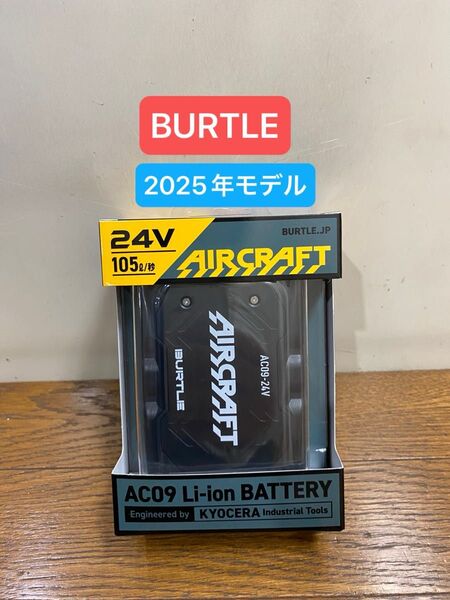 BURTLE
2025年モデル
24V
105ℓ/秒
AIRCRAFT
BURTLE.JP
AIRCRAFT
BURTLE
AC09-24V
AC09 Li-ion BATTERY
Engineered by KYOCERA Industrial Tools